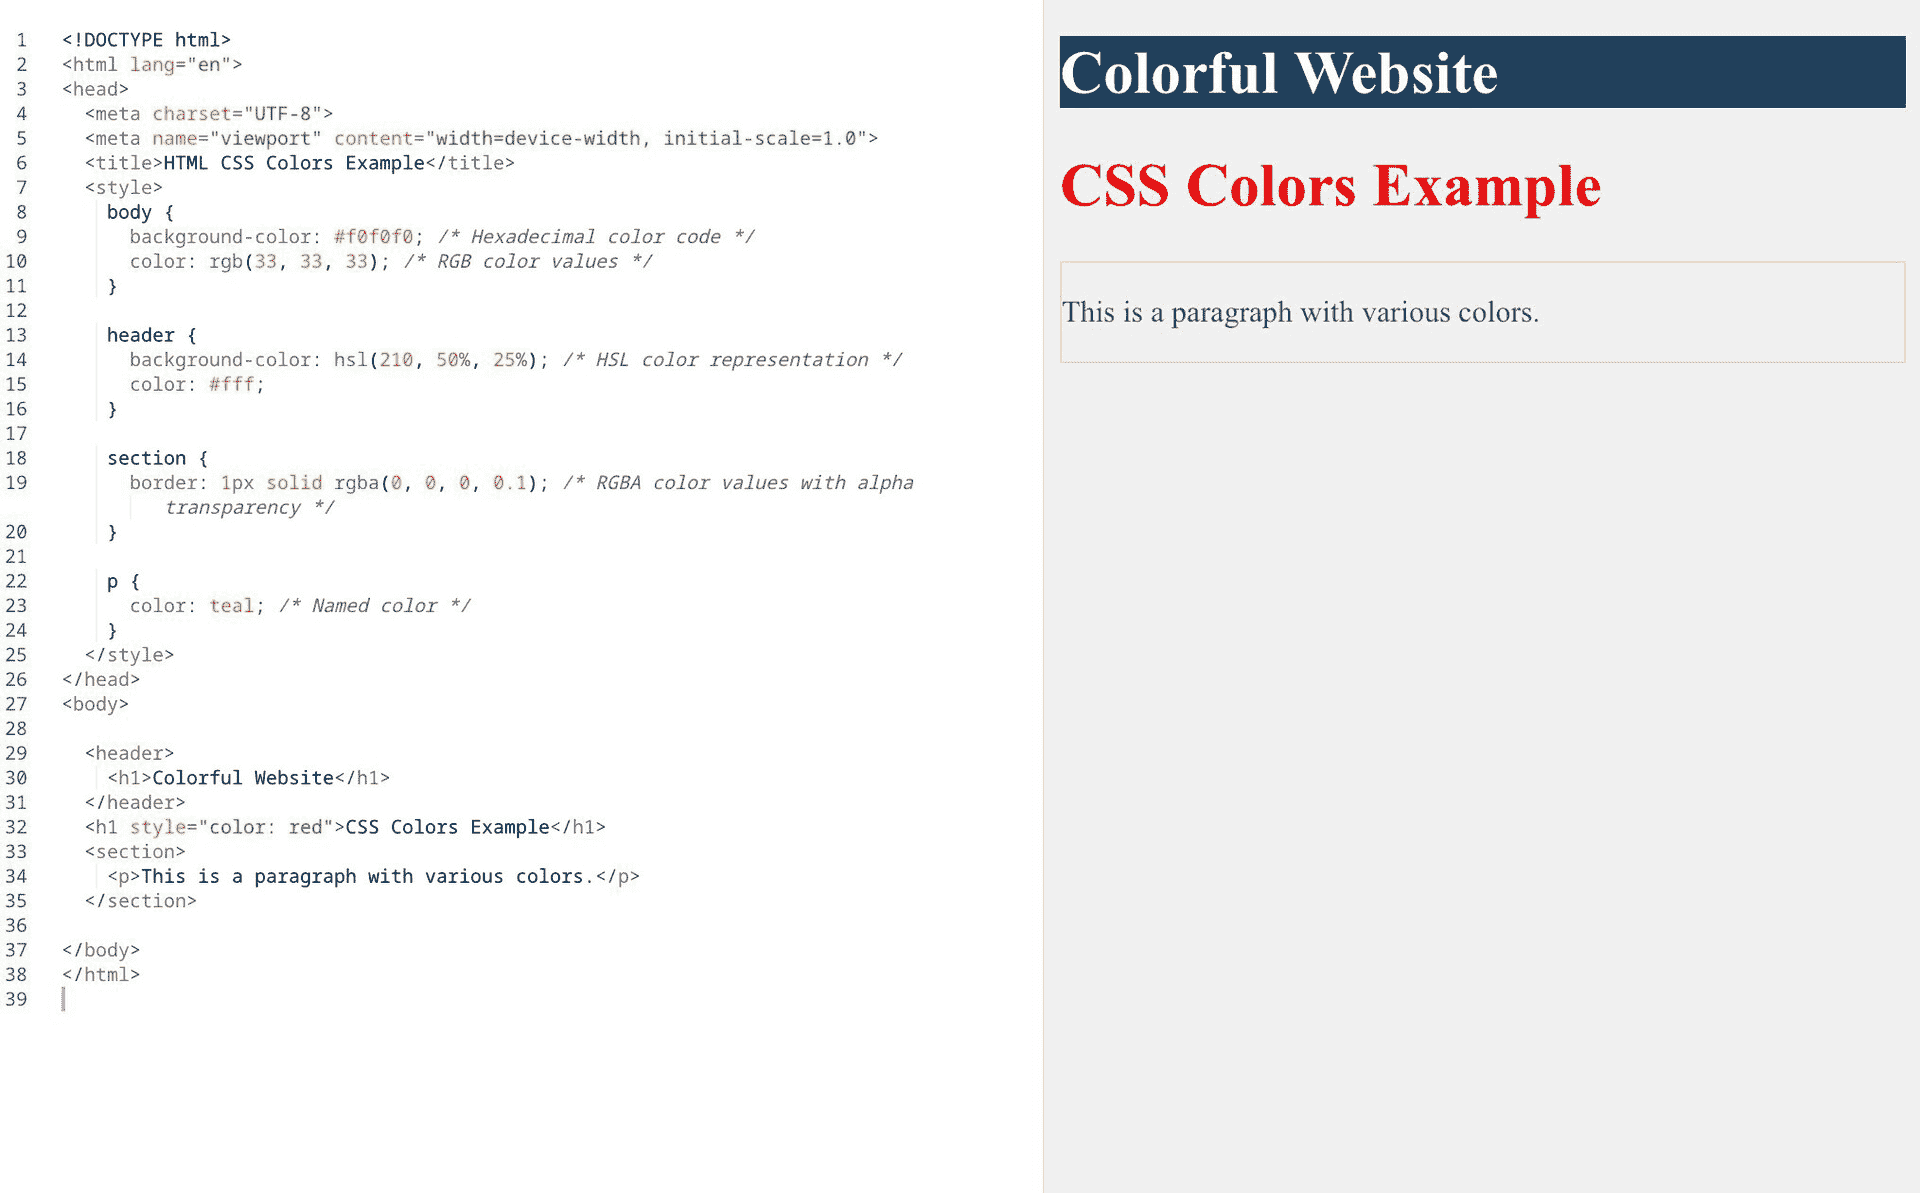 1 <!DOCTYPE html>
2 <html lang="en">
3 <head>
4 <meta charset="UTF-8">
5 <meta name="viewport" content="width=device-width, initial-scale=1.0">
6 <title>HTML CSS Colors Example</title>
7 <style>
8 body {
9 background-color: #f0f0f0; /* Hexadecimal color code */
10 color: rgb(33, 33, 33); /* RGB color values */
11 }
12
13 header {
14 background-color: hsl(210, 50%, 25%); /* HSL color representation */
15 color: #fff;
16 }
17
18 section {
19 border: 1px solid rgba(0, 0, 0, 0.1); /* RGBA color values with alpha
transparency */
20 }
21
22 p {
23 color: teal; /* Named color */
24 }
25 </style>
26 </head>
27 <body>
28
29 <header>
30 <h1>Colorful Website</h1>
31 </header>
32 <h1 style="color: red">CSS Colors Example</h1>
33 <section>
34 <p>This is a paragraph with various colors.</p>
35 </section>
36
37 </body>
38 </html>
39
Colorful Website
CSS Colors Example
This is a paragraph with various colors.